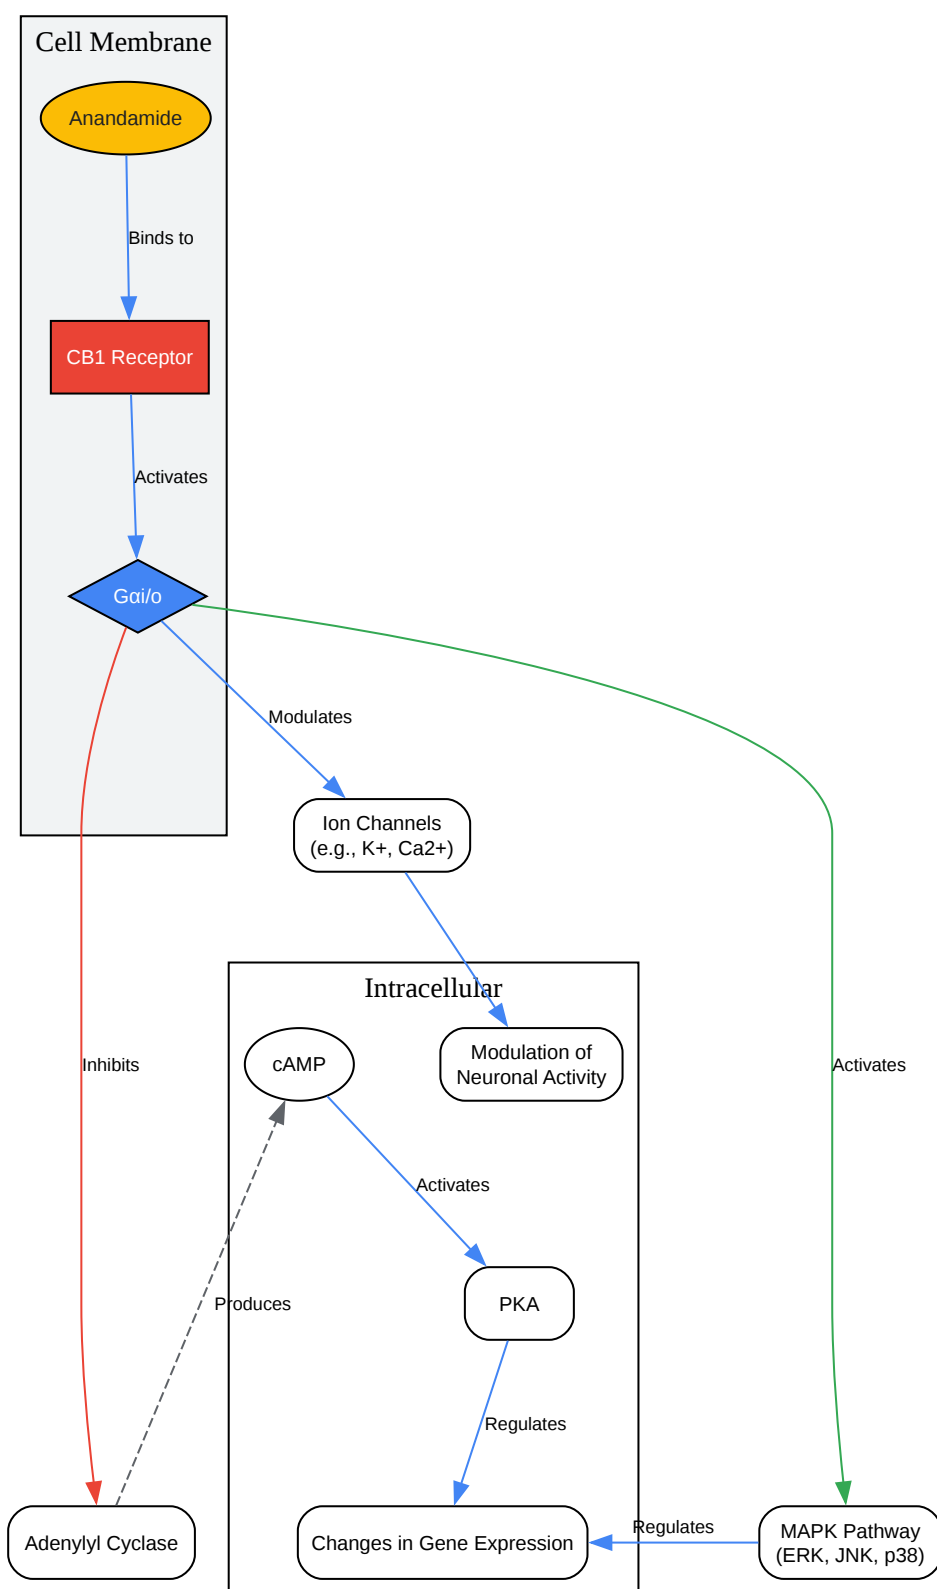 Cell Membrane
Anandamide
Binds to
CB1 Receptor
Activates
Gαi/o
Modulates
Ion Channels
(e.g., K+, Ca2+)
Intracellular
cAMP
Modulation of
Neuronal Activity
Inhibits
Activates
Activates
Produces
PKA
Regulates
Adenylyl Cyclase
Changes in Gene Expression
Regulates
MAPK Pathway
(ERK, JNK, p38)